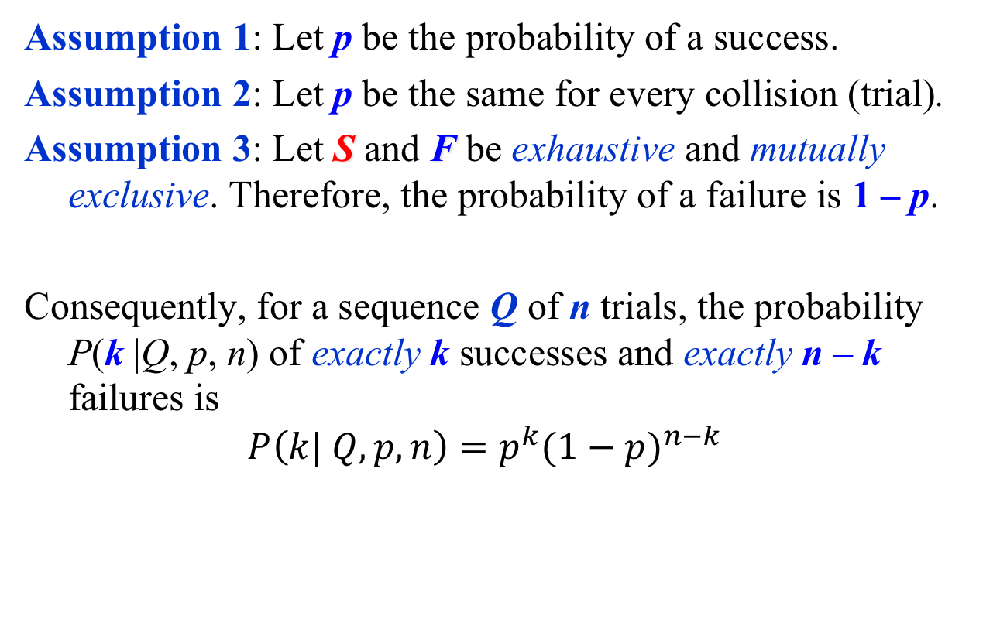 Assumption 1: Let p be the probability of a success.
Assumption 2: Let p be the same for every collision (trial).
Assumption 3: Let S and F be exhaustive and mutually
exclusive. Therefore, the probability of a failure is 1 – p.
Consequently, for a sequence Q of n trials, the probability
P(k |Q, p, n) of exactly k successes and exactly n – k
failures is
P(k| Q, p, n) = p^k(1 − p)^{n−k}